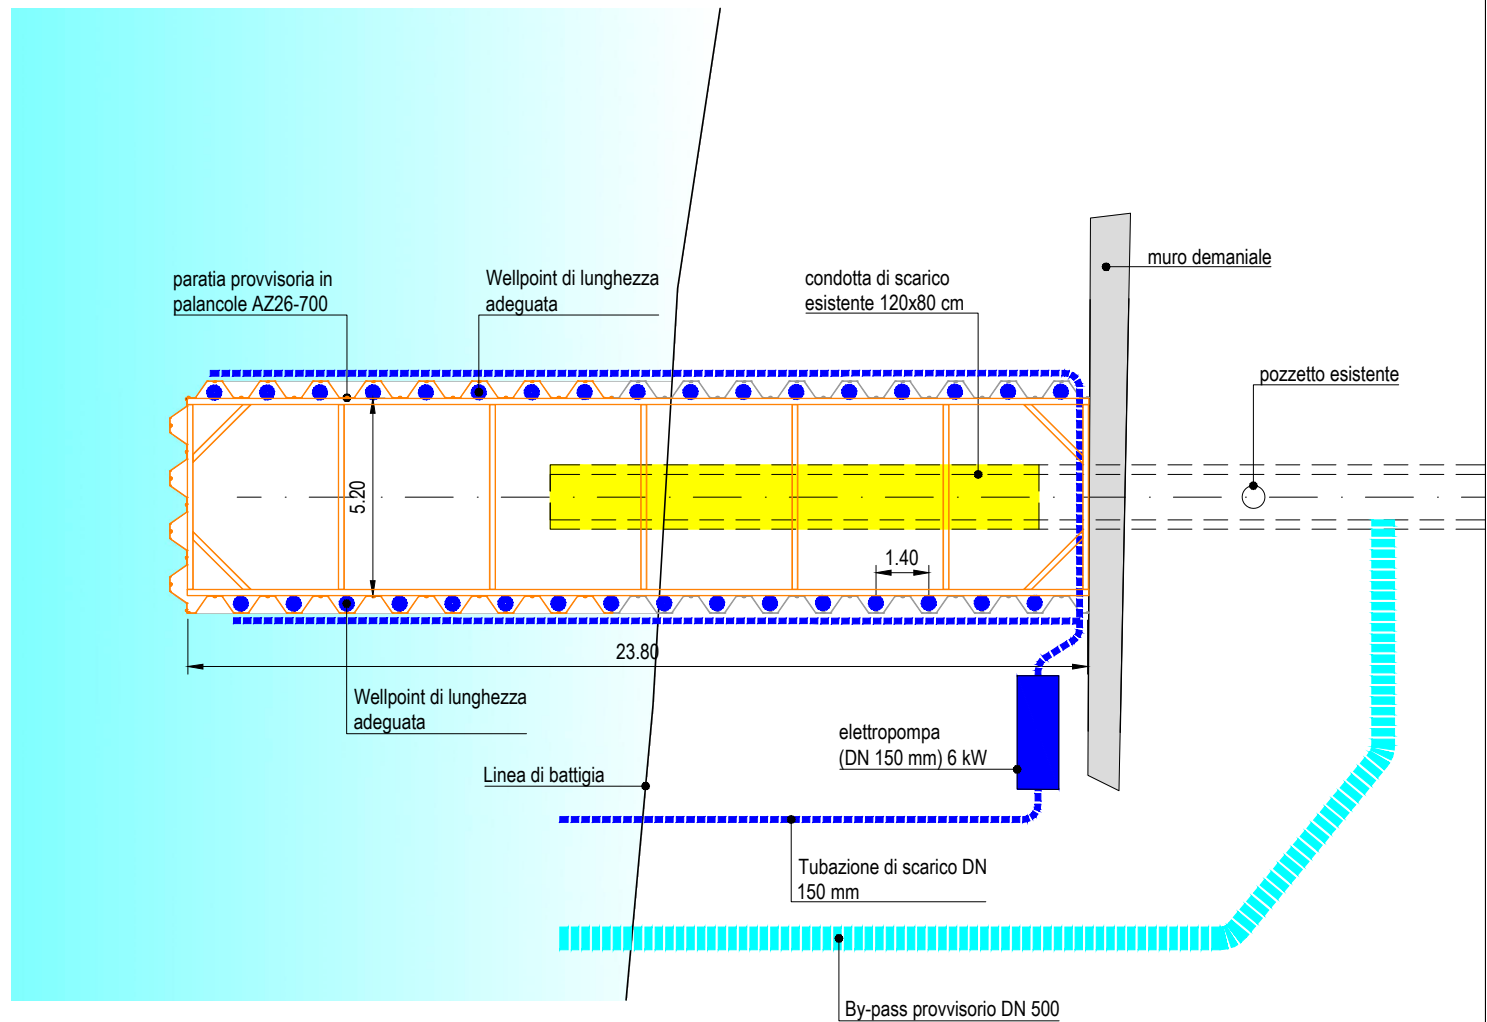 muro demaniale
paratia provvisoria in
palancole AZ26-700
Wellpoint di lunghezza
adeguata
condotta di scarico
esistente 120x80 cm
pozzetto esistente
5.20
1.40
23.80
Wellpoint di lunghezza
adeguata
elettropompa
(DN 150 mm) 6 kW
Linea di battigia
Tubazione di scarico DN
150 mm
By-pass provvisorio DN 500